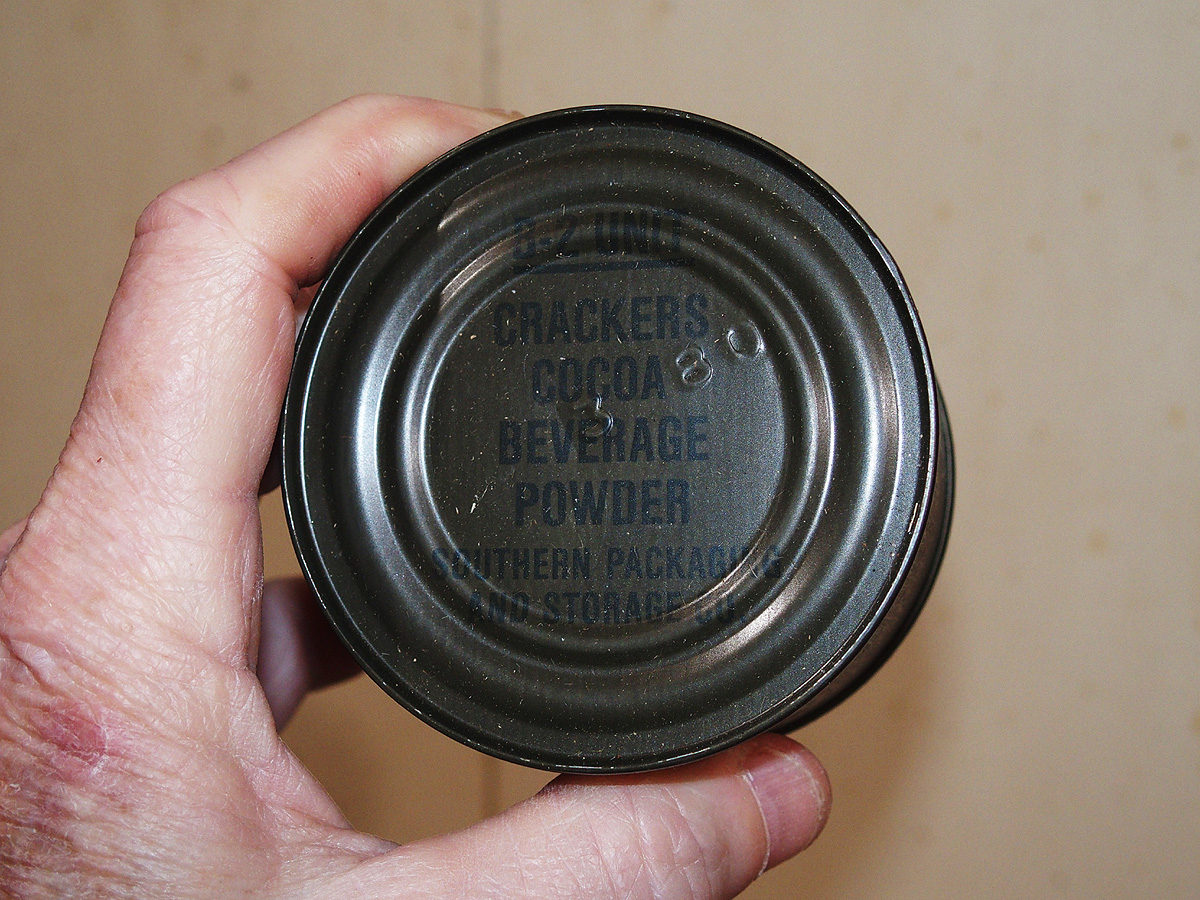 B-2 UNIT
CRACKERS
COCOA
BEVERAGE
POWDER
SOUTHERN PACKAGING
AND STORAGE CO.